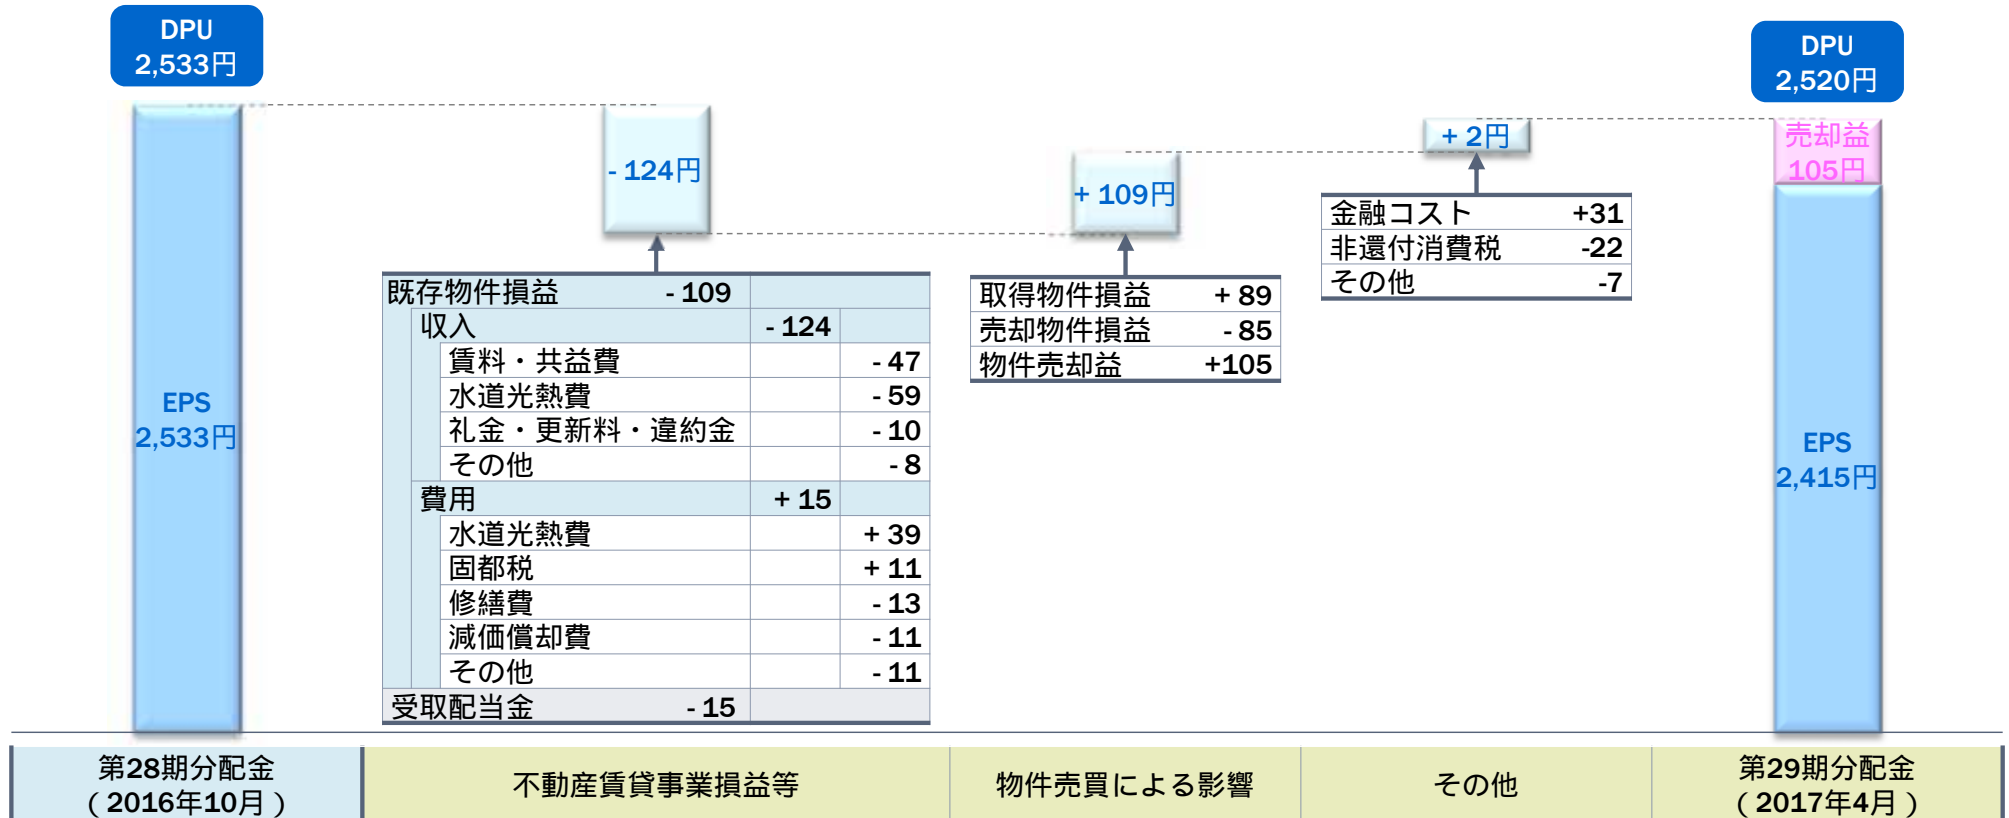 DPU
2,533円
EPS
2,533円
- 124円
既存物件損益 - 109
収入 - 124
賃料・共益費 - 47
水道光熱費 - 59
礼金・更新料・違約金 - 10
その他 - 8
費用 + 15
水道光熱費 + 39
固都税 + 11
修繕費 - 13
減価償却費 - 11
その他 - 11
受取配当金 - 15
+ 109円
取得物件損益 + 89
売却物件損益 - 85
物件売却益 +105
+ 2円
金融コスト +31
非還付消費税 -22
その他 -7
DPU
2,520円
売却益
105円
EPS
2,415円
第28期分配金
（2016年10月）
不動産賃貸事業損益等
物件売買による影響
その他
第29期分配金
（2017年4月）